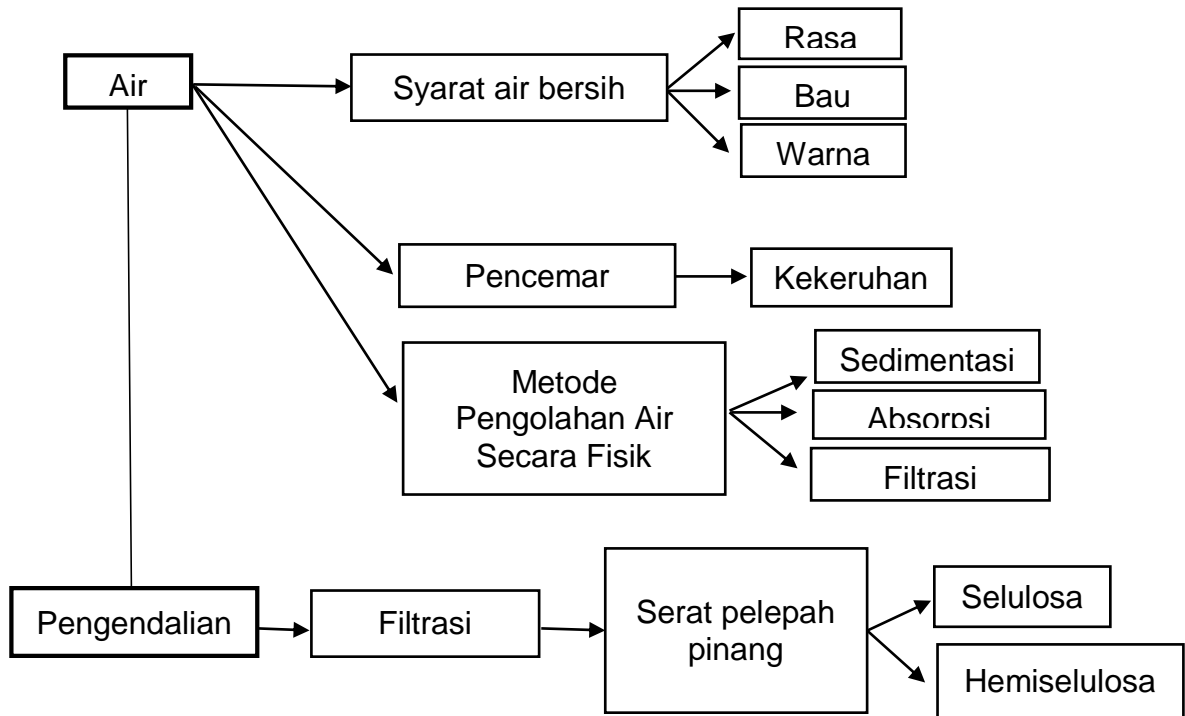 Air
Syarat air bersih
Rasa
Bau
Warna
Pencemar
Kekeruhan
Metode
Pengolahan Air
Secara Fisik
Sedimentasi
Absorpsi
Filtrasi
Pengendalian
Filtrasi
Serat pelepah
pinang
Selulosa
Hemiselulosa